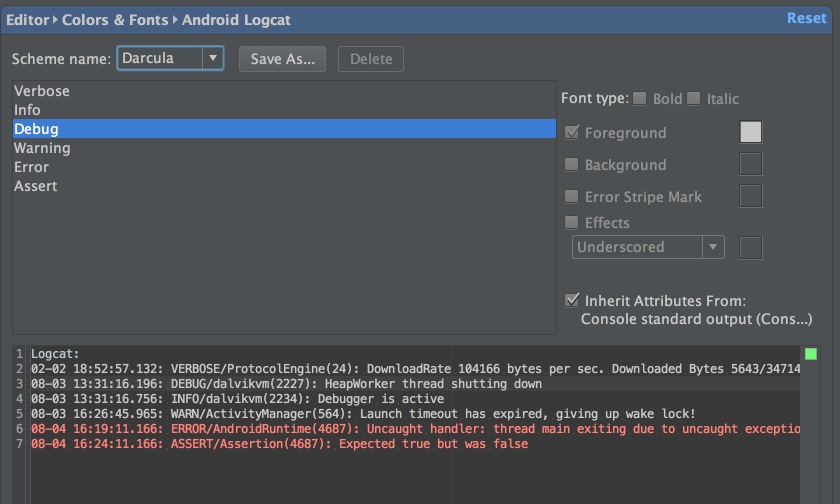 Editor ▸ Colors & Fonts ▸ Android Logcat Reset
Scheme name: Darcula Save As... Delete
Verbose
Info
Debug
Warning
Error
Assert
Font type: Bold Italic
Foreground
Background
Error Stripe Mark
Effects
Underscored
Inherit Attributes From:
Console standard output (Cons...)
1 Logcat:
2 02-02 18:52:57.132: VERBOSE/ProtocolEngine(24): DownloadRate 104166 bytes per sec. Downloaded Bytes 5643/34714
3 08-03 13:31:16.196: DEBUG/dalvikvm(2227): HeapWorker thread shutting down
4 08-03 13:31:16.756: INFO/dalvikvm(2234): Debugger is active
5 08-03 16:26:45.965: WARN/ActivityManager(564): Launch timeout has expired, giving up wake lock!
6 08-04 16:19:11.166: ERROR/AndroidRuntime(4687): Uncaught handler: thread main exiting due to uncaught exceptio
7 08-04 16:24:11.166: ASSERT/Assertion(4687): Expected true but was false